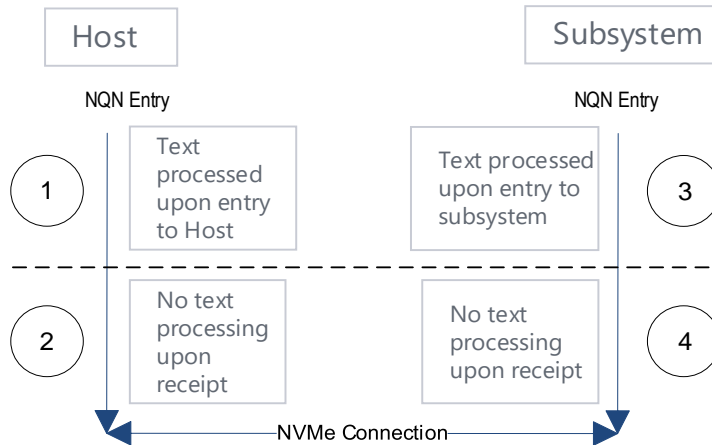 Host
Subsystem
NQN Entry
NQN Entry
1
Text
processed
upon entry
to Host
Text processed
upon entry to
subsystem
3
2
No text
processing
upon
receipt
No text
processing
upon receipt
4
NVMe Connection